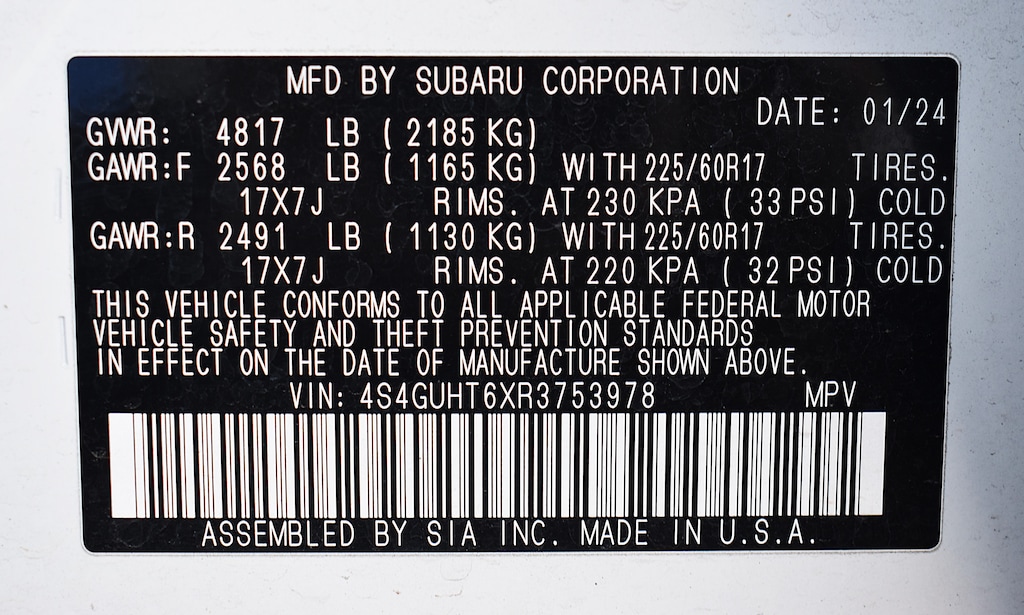 MFD BY SUBARU CORPORATION
DATE: 01/24
GVWR: 4817 LB ( 2185 KG)
GAWR:F 2568 LB ( 1165 KG) WITH 225/60R17 TIRES.
17X7J RIMS. AT 230 KPA ( 33 PSI) COLD
GAWR:R 2491 LB ( 1130 KG) WITH 225/60R17 TIRES.
17X7J RIMS. AT 220 KPA ( 32 PSI) COLD
THIS VEHICLE CONFORMS TO ALL APPLICABLE FEDERAL MOTOR
VEHICLE SAFETY AND THEFT PREVENTION STANDARDS
IN EFFECT ON THE DATE OF MANUFACTURE SHOWN ABOVE.
VIN: 4S4GUHT6XR3753978 MPV
ASSEMBLED BY SIA INC. MADE IN U.S.A.